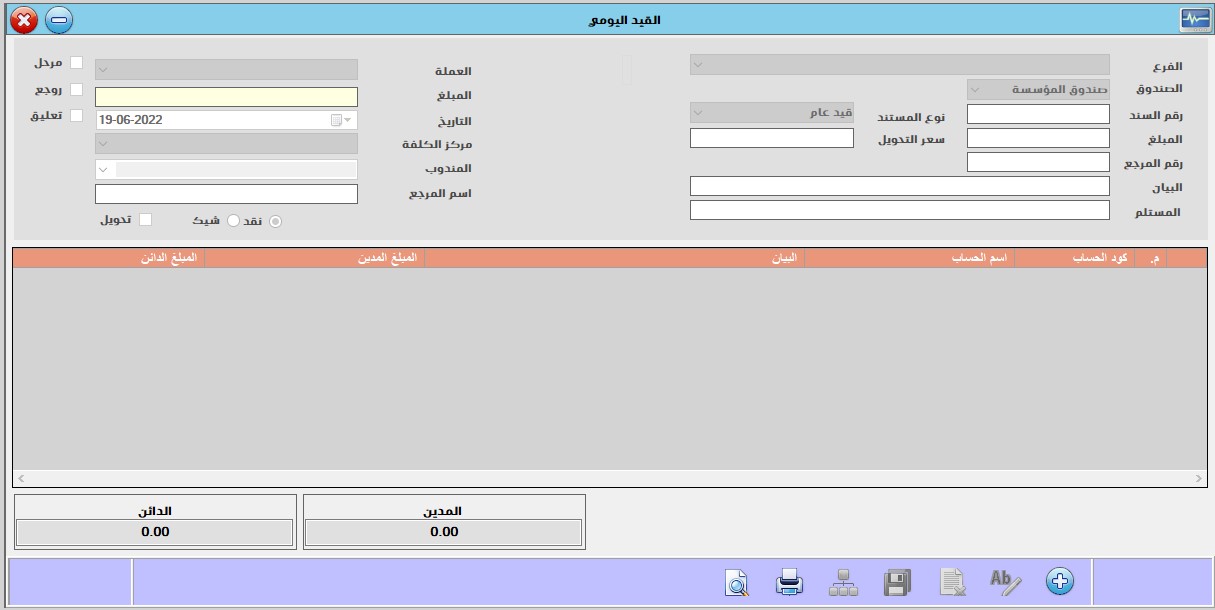 القيد اليومي
الفرع
العملة
مرحل
الصندوق
صندوق المؤسسة
المبلغ
روجع
رقم السند
نوع المستند
قيد عام
التاريخ
19-06-2022
تعليق
المبلغ
سعر التحويل
مركز الكلفة
رقم المرجع
المندوب
البيان
اسم المرجع
المستلم
نقد
شيك
تحويل
م.
كود الحساب
اسم الحساب
البيان
المبلغ المدين
المبلغ الدائن
المدين
الدائن
0.00
0.00
Ab